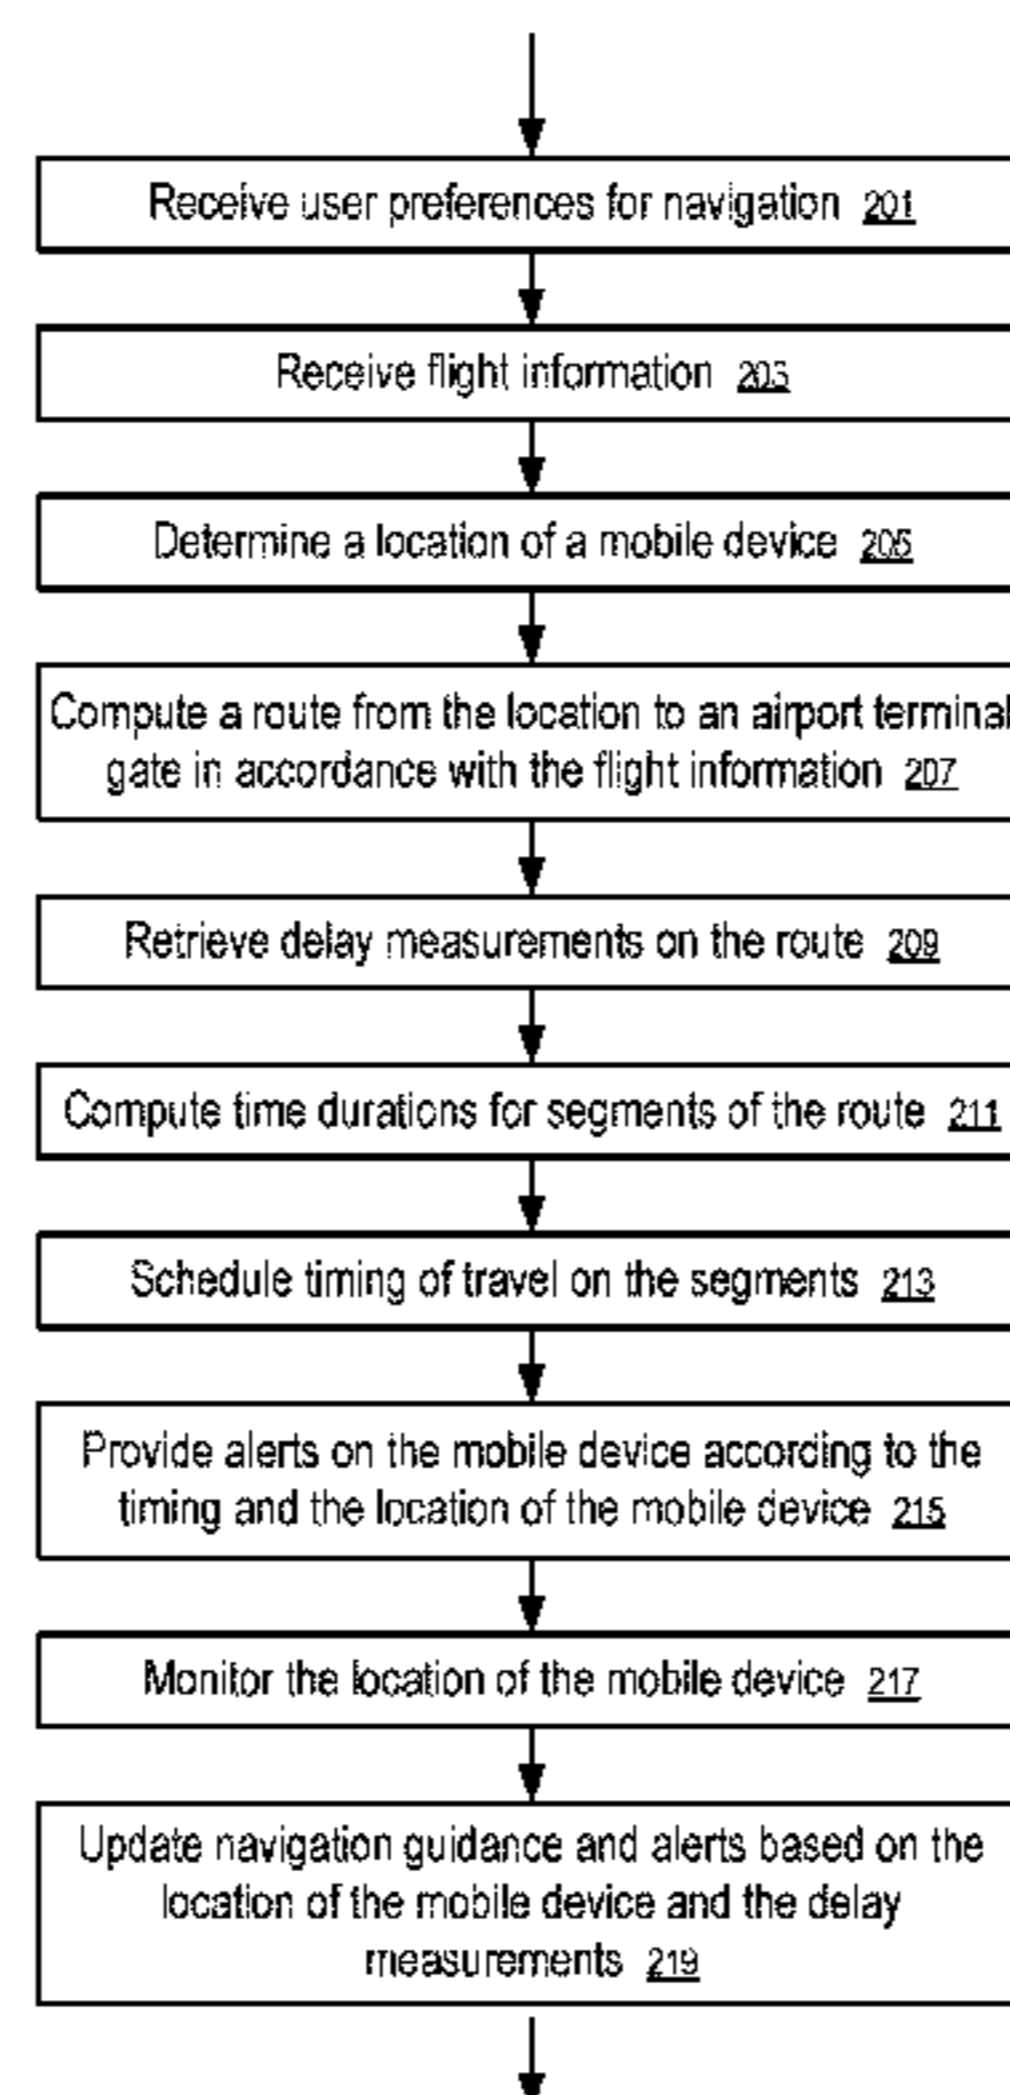 Receive user preferences for navigation 201
Receive flight information 203
Determine a location of a mobile device 205
Compute a route from the location to an airport terminal
gate in accordance with the flight information 207
Retrieve delay measurements on the route 209
Compute time durations for segments of the route 211
Schedule timing of travel on the segments 213
Provide alerts on the mobile device according to the
timing and the location of the mobile device 215
Monitor the location of the mobile device 217
Update navigation guidance and alerts based on the
location of the mobile device and the delay
measurements 219